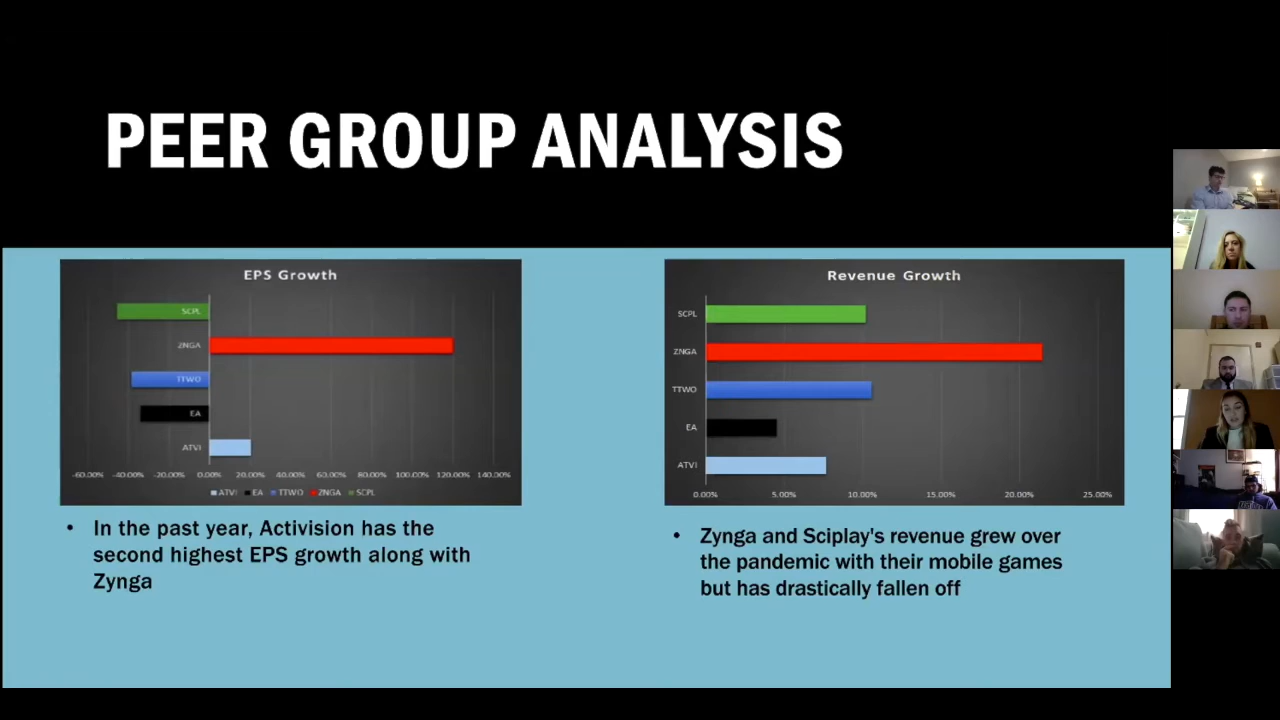 PEER GROUP ANALYSIS
EPS Growth
SCPL
ZNGA
TTWO
EA
ATVI
-60.00% -40.00% -20.00% 0.00% 20.00% 40.00% 60.00% 80.00% 100.00% 120.00% 140.00%
ATVI EA TTWO ZNGA SCPL
• In the past year, Activision has the
second highest EPS growth along with
Zynga
Revenue Growth
SCPL
ZNGA
TTWO
EA
ATVI
0.00% 5.00% 10.00% 15.00% 20.00% 25.00%
• Zynga and Sciplay's revenue grew over
the pandemic with their mobile games
but has drastically fallen off